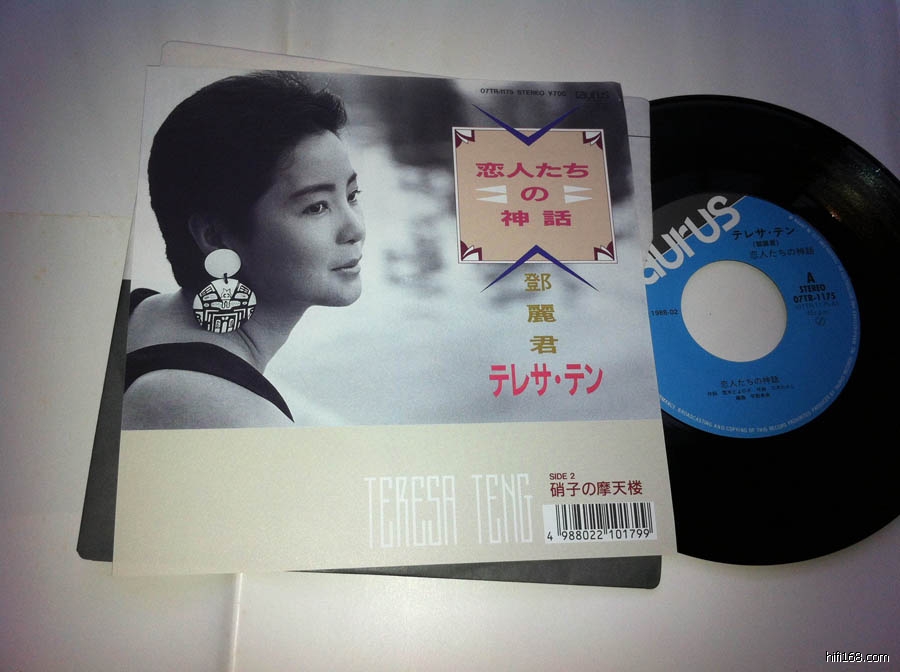 07TR-1175 STEREO ¥700 taurus
恋人たち
の
神話
鄧
麗
君
テレサ・テン
TERESA TENG
SIDE 2
硝子の摩天楼
4 988022 101799
taurus
テレサ・テン
(鄧麗君)
恋人たちの神話
A
STEREO
07TR-1175
1988.02
恋人たちの神話
hifi168.com